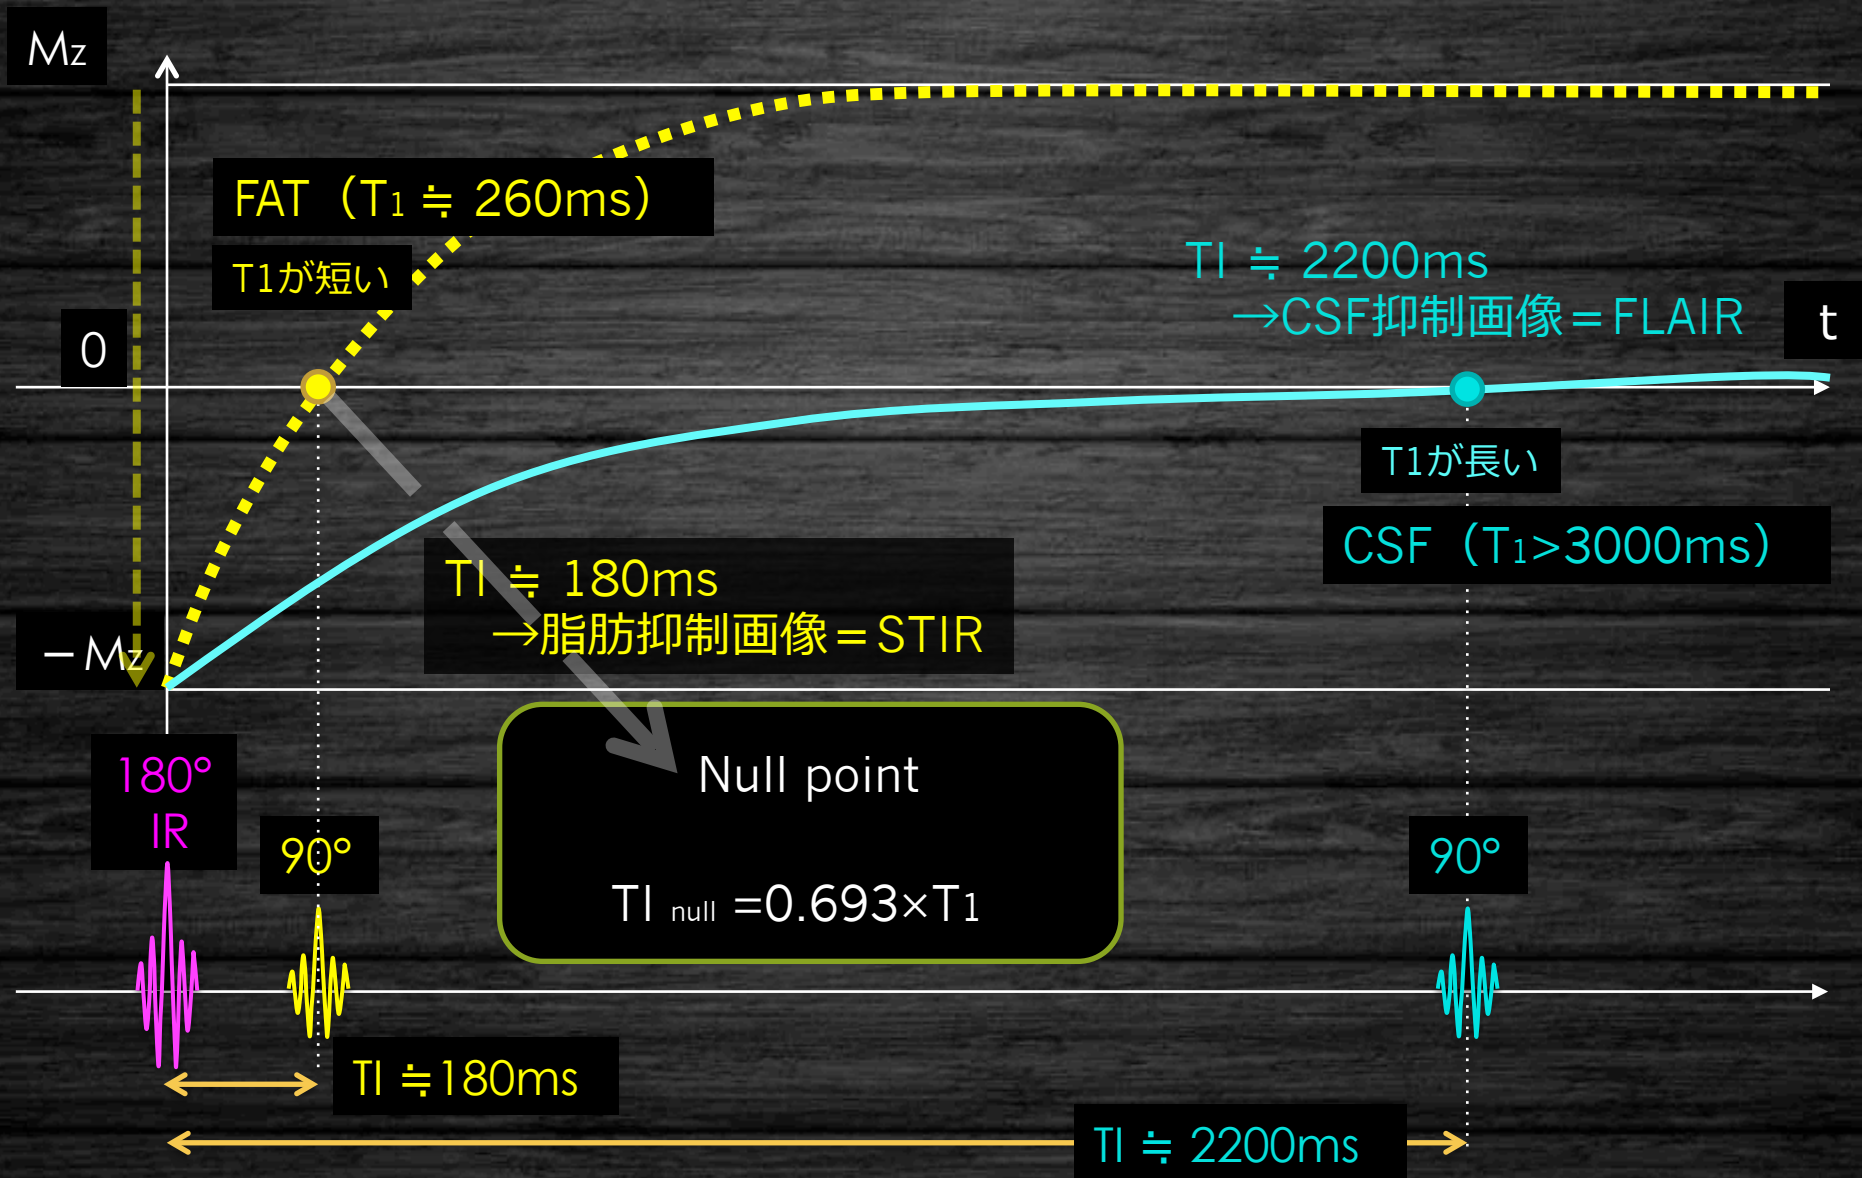 Mz
FAT（T1 ≒ 260ms）
T1が短い
TI ≒ 2200ms
→CSF抑制画像＝FLAIR
0
t
T1が長い
CSF（T1>3000ms）
TI ≒ 180ms
→脂肪抑制画像＝STIR
－Mz
180°
IR
90°
Null point
TI null =0.693×T1
90°
TI ≒180ms
TI ≒ 2200ms